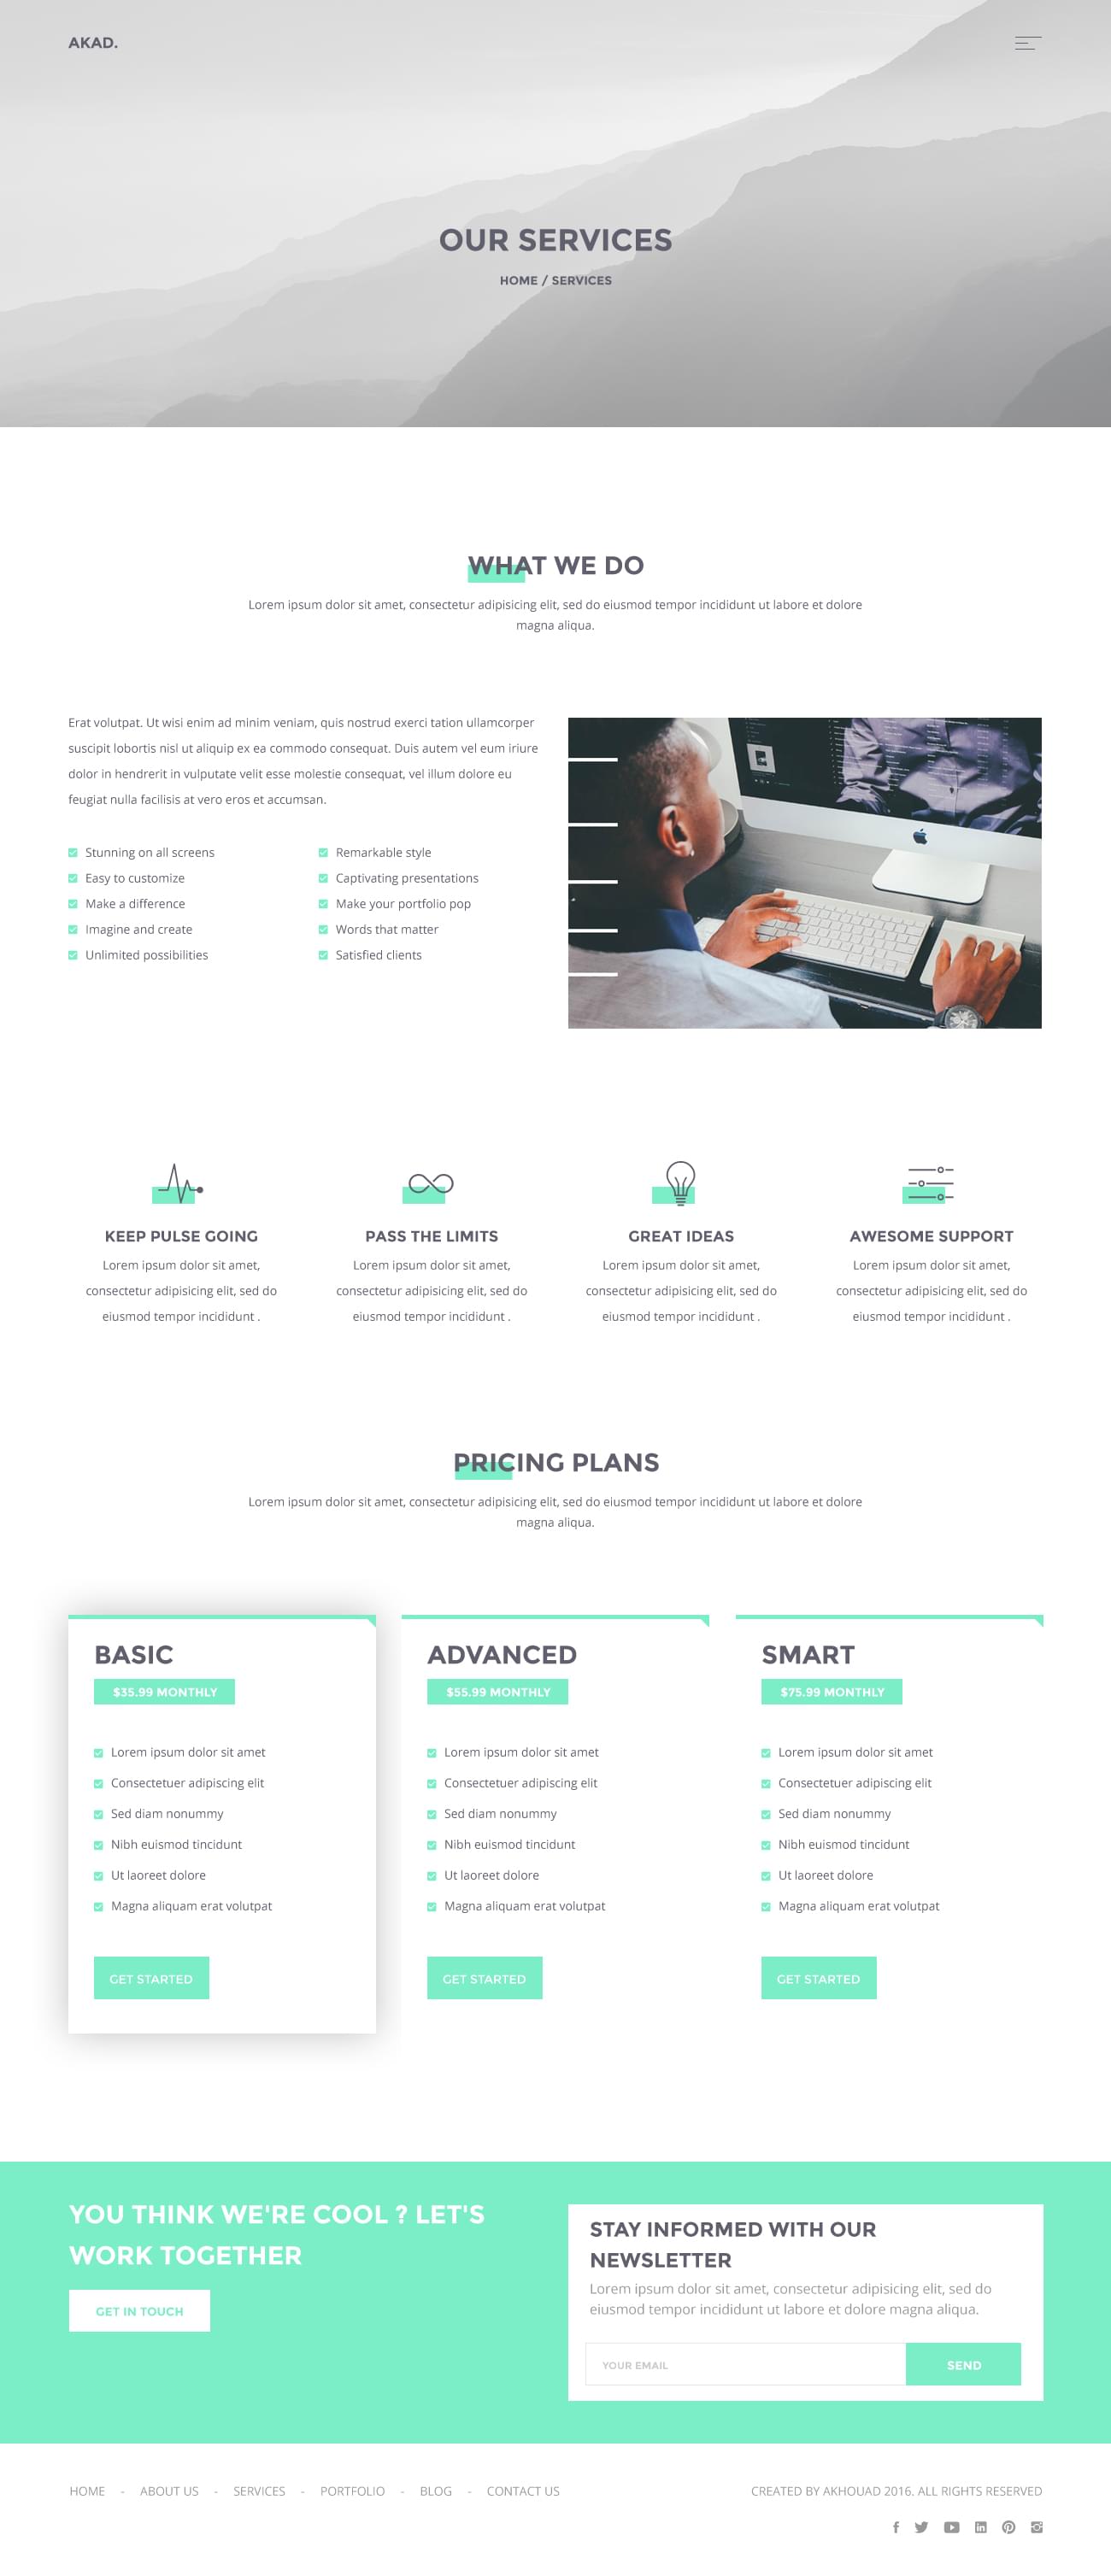 AKAD.
OUR SERVICES
HOME / SERVICES
WHAT WE DO
Lorem ipsum dolor sit amet, consectetur adipisicing elit, sed do eiusmod tempor incididunt ut labore et dolore
magna aliqua.
Erat volutpat. Ut wisi enim ad minim veniam, quis nostrud exerci tation ullamcorper
suscipit lobortis nisl ut aliquip ex ea commodo consequat. Duis autem vel eum iriure
dolor in hendrerit in vulputate velit esse molestie consequat, vel illum dolore eu
feugiat nulla facilisis at vero eros et accumsan.
Stunning on all screens
Easy to customize
Make a difference
Imagine and create
Unlimited possibilities
Remarkable style
Captivating presentations
Make your portfolio pop
Words that matter
Satisfied clients
KEEP PULSE GOING
Lorem ipsum dolor sit amet,
consectetur adipisicing elit, sed do
eiusmod tempor incididunt .
PASS THE LIMITS
Lorem ipsum dolor sit amet,
consectetur adipisicing elit, sed do
eiusmod tempor incididunt .
GREAT IDEAS
Lorem ipsum dolor sit amet,
consectetur adipisicing elit, sed do
eiusmod tempor incididunt .
AWESOME SUPPORT
Lorem ipsum dolor sit amet,
consectetur adipisicing elit, sed do
eiusmod tempor incididunt .
PRICING PLANS
Lorem ipsum dolor sit amet, consectetur adipisicing elit, sed do eiusmod tempor incididunt ut labore et dolore
magna aliqua.
BASIC
$35.99 MONTHLY
Lorem ipsum dolor sit amet
Consectetuer adipiscing elit
Sed diam nonummy
Nibh euismod tincidunt
Ut laoreet dolore
Magna aliquam erat volutpat
GET STARTED
ADVANCED
$55.99 MONTHLY
Lorem ipsum dolor sit amet
Consectetuer adipiscing elit
Sed diam nonummy
Nibh euismod tincidunt
Ut laoreet dolore
Magna aliquam erat volutpat
GET STARTED
SMART
$75.99 MONTHLY
Lorem ipsum dolor sit amet
Consectetuer adipiscing elit
Sed diam nonummy
Nibh euismod tincidunt
Ut laoreet dolore
Magna aliquam erat volutpat
GET STARTED
YOU THINK WE'RE COOL ? LET'S
WORK TOGETHER
GET IN TOUCH
STAY INFORMED WITH OUR
NEWSLETTER
Lorem ipsum dolor sit amet, consectetur adipisicing elit, sed do
eiusmod tempor incididunt ut labore et dolore magna aliqua.
YOUR EMAIL
SEND
HOME - ABOUT US - SERVICES - PORTFOLIO - BLOG - CONTACT US
CREATED BY AKHOUAD 2016. ALL RIGHTS RESERVED